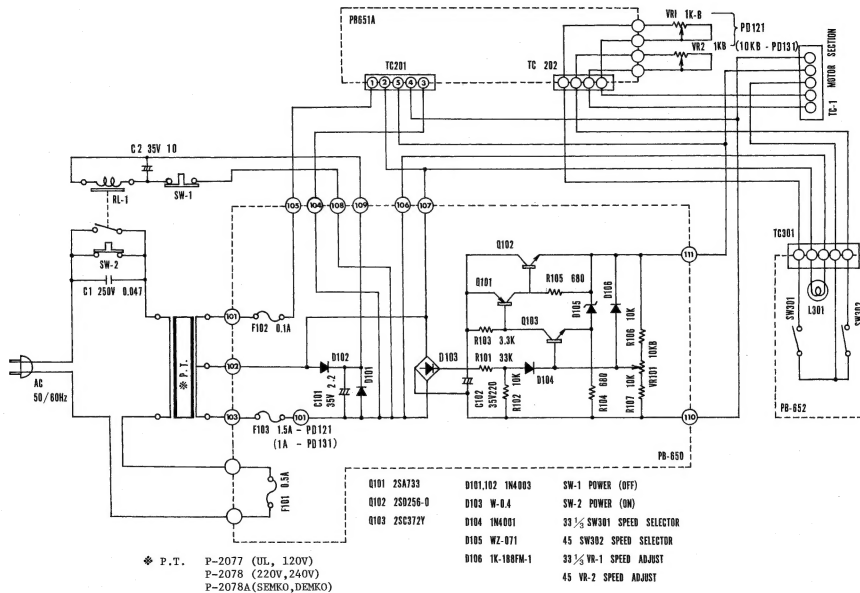 PB651A
VR1 1K-B
VR2 1KB
PD121
(10KB - PD131)
MOTOR SECTION
TC-1
TC201
TC 202
1 2 5 4 3
C2 35V 10
RL-1
SW-1
SW-2
C1 250V 0.047
105 104 108 109 106 107
111
TC301
SW301
L301
SW302
PB-652
Q102
Q101
R105 680
D105
D106
Q103
R103 3.3K
R106 10K
10KB
VR101
R107 10K
101
F102 0.1A
102
D102
C101
35V 2.2
D101
D103
R101 33K
C102
35V220
R102 10K
D104
R104 680
※ P.T.
AC
50/60Hz
103
F103 1.5A - PD121
(1A - PD131)
101
110
PB-650
F101 0.5A
Q101 2SA733
Q102 2SD256-O
Q103 2SC372Y
D101,102 1N4003
D103 W-0.4
D104 1N4001
D105 WZ-071
D106 1K-188FM-1
SW-1 POWER (OFF)
SW-2 POWER (ON)
33 1/3 SW301 SPEED SELECTOR
45 SW302 SPEED SELECTOR
33 1/3 VR-1 SPEED ADJUST
45 VR-2 SPEED ADJUST
※ P.T. P-2077 (UL, 120V)
P-2078 (220V,240V)
P-2078A(SEMKO,DEMKO)